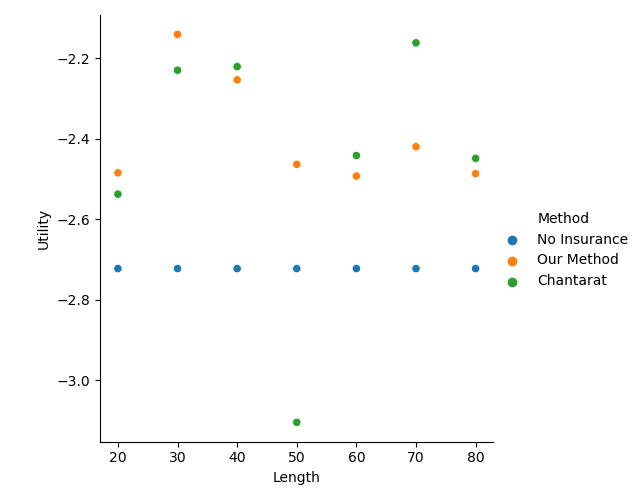 −2.2
−2.4
−2.6
−2.8
−3.0
Utility
20 30 40 50 60 70 80
Length
Method
No Insurance
Our Method
Chantarat